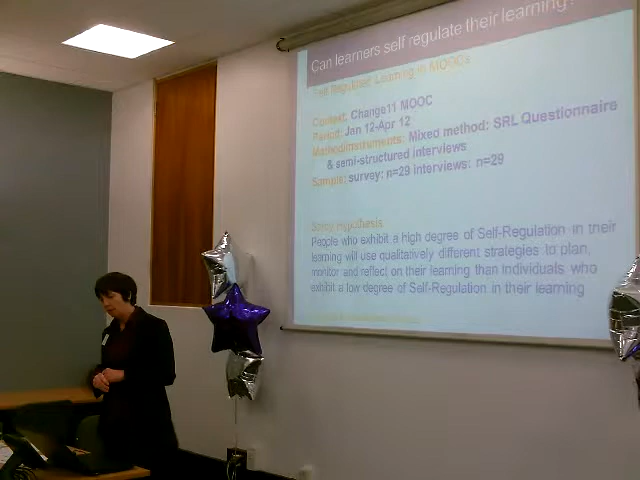 Can learners self regulate their learning?
Self Regulated Learning in MOOCs
Context: Change11 MOOC
Period: Jan 12-Apr 12
Method/instruments: Mixed method: SRL Questionnaire
& semi-structured interviews
Sample: survey: n=29 interviews: n=29
Study Hypothesis
People who exhibit a high degree of Self-Regulation in their
learning will use qualitatively different strategies to plan,
monitor and reflect on their learning than individuals who
exhibit a low degree of Self-Regulation in their learning